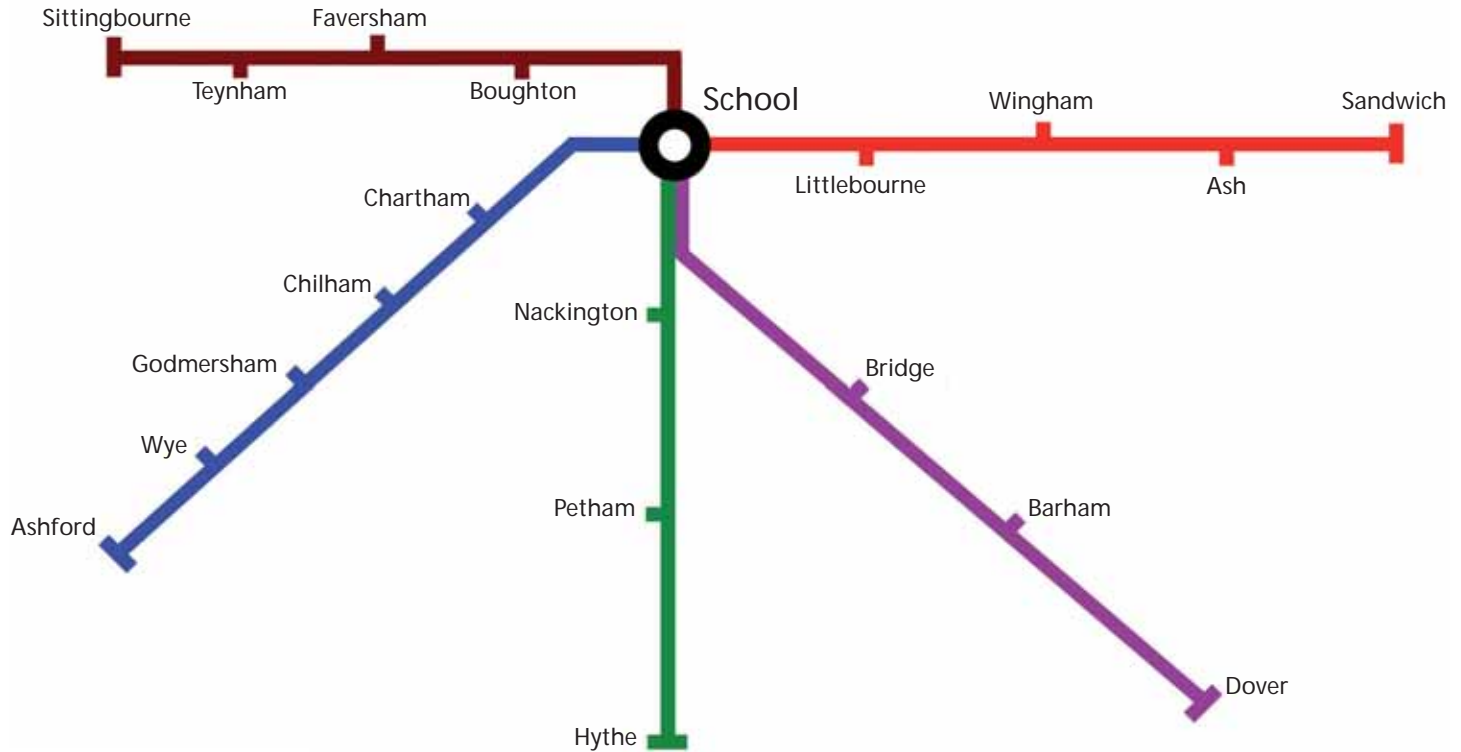 Sittingbourne
Faversham
Teynham
Boughton
School
Wingham
Sandwich
Littlebourne
Ash
Chartham
Chilham
Nackington
Godmersham
Bridge
Wye
Petham
Barham
Ashford
Dover
Hythe